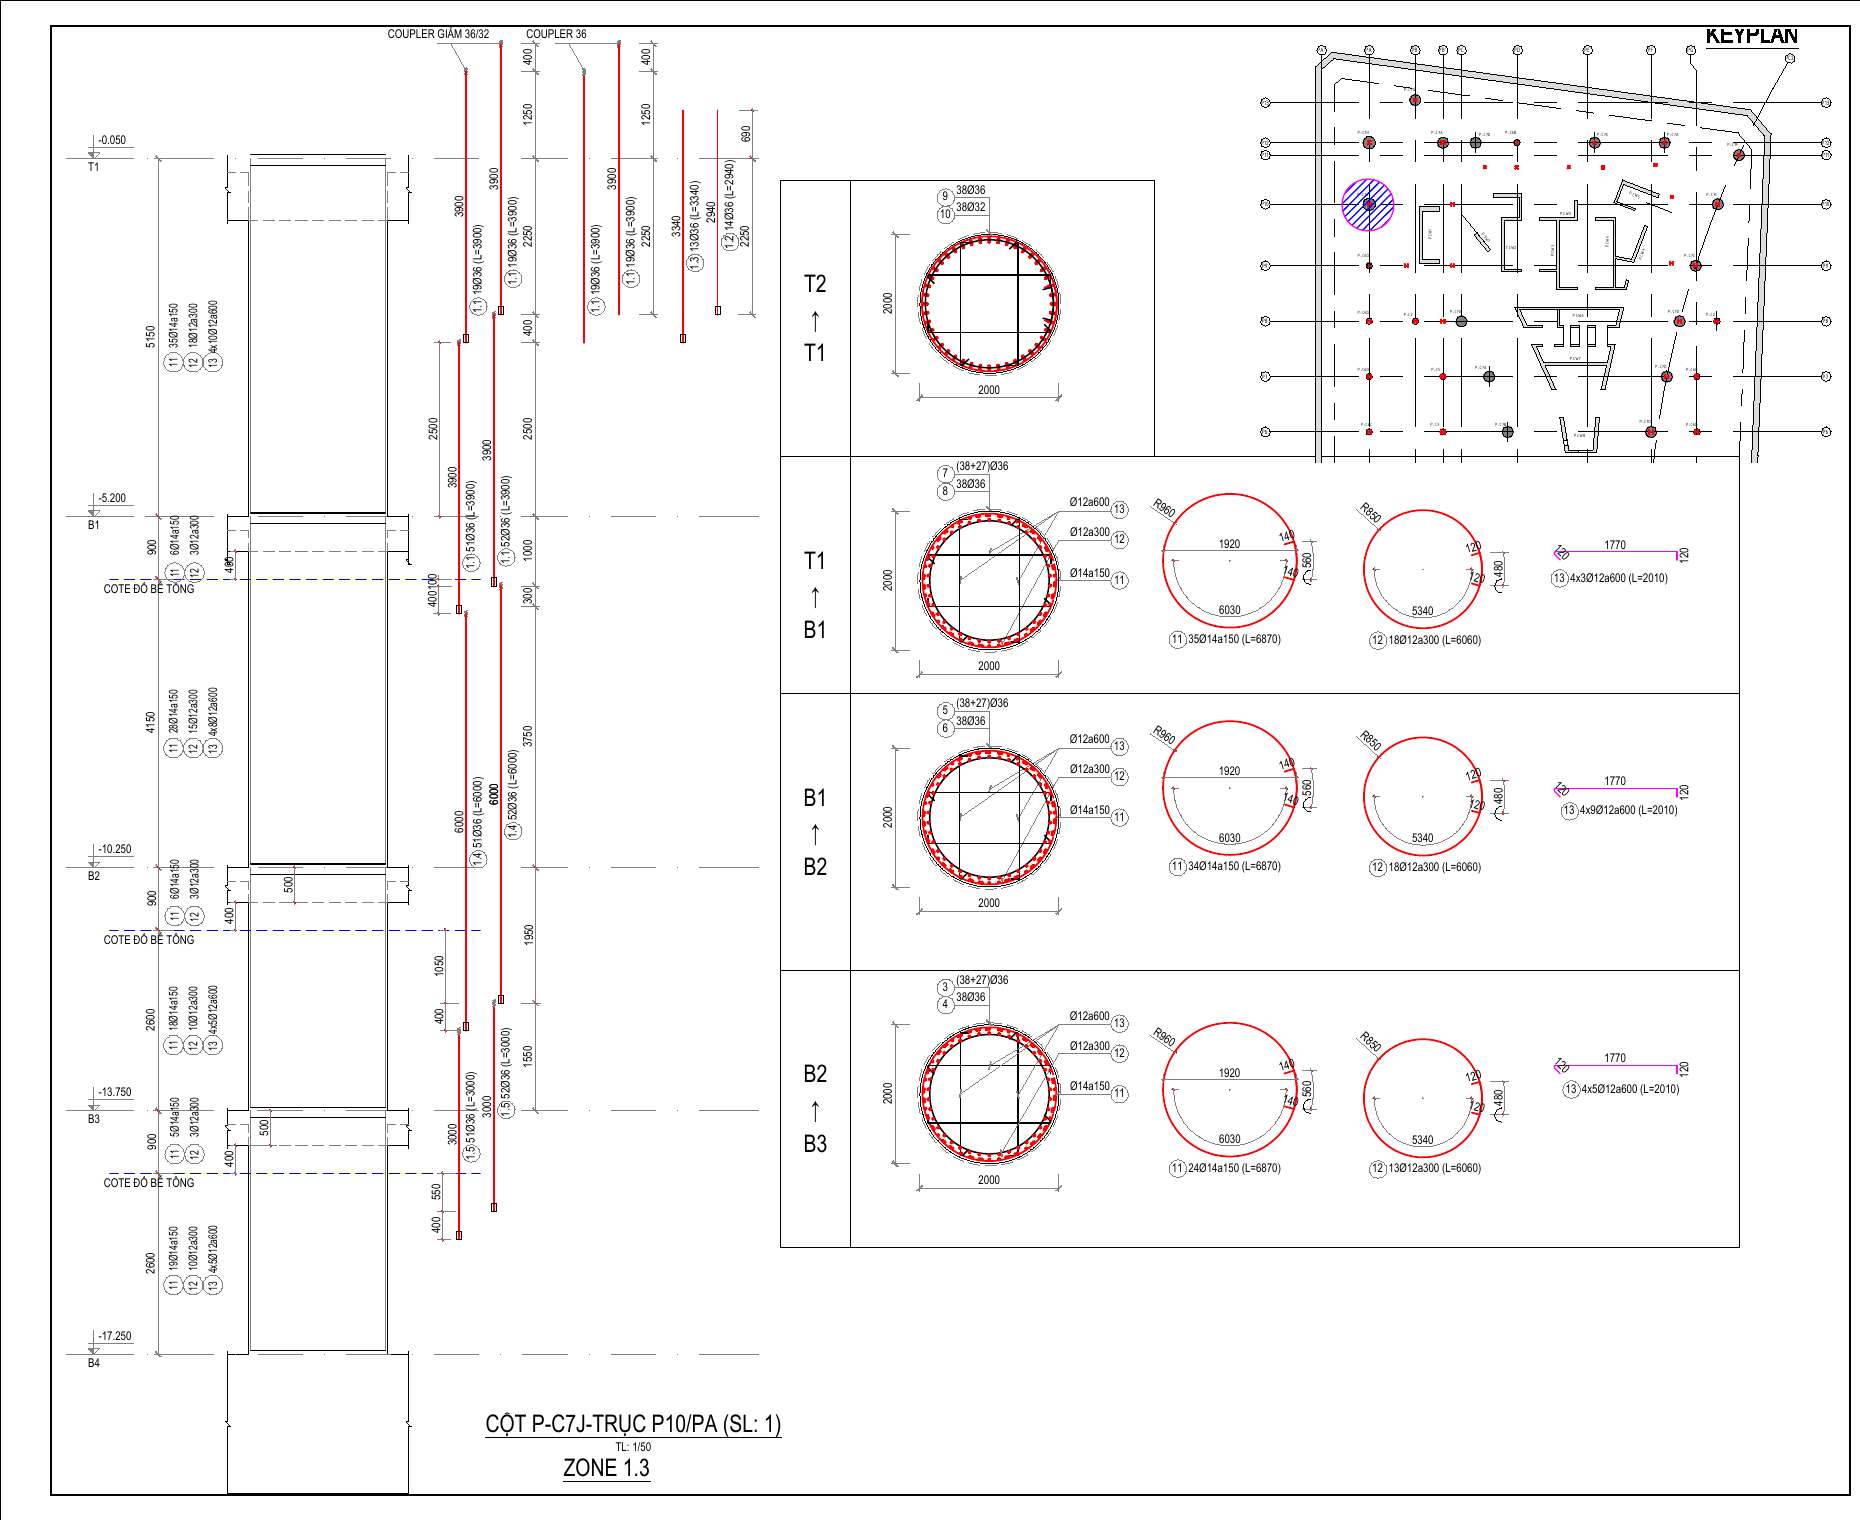 COUPLER GIẢM 36/32
COUPLER 36
KEYPLAN
-0.050
T1
5150
11 35Ø14a150
12 18Ø12a300
13 4x10Ø12a600
-5.200
B1
900
11 6Ø14a150
12 3Ø12a300
400
COTE ĐỔ BÊ TÔNG
4150
11 28Ø14a150
12 15Ø12a300
13 4x8Ø12a600
-10.250
B2
900
11 6Ø14a150
12 3Ø12a300
500
400
COTE ĐỔ BÊ TÔNG
2600
11 18Ø14a150
12 10Ø12a300
13 4x5Ø12a600
-13.750
B3
900
11 5Ø14a150
12 3Ø12a300
500
400
COTE ĐỔ BÊ TÔNG
2600
11 19Ø14a150
12 10Ø12a300
13 4x5Ø12a600
-17.250
B4
400
1250
3900
3900
1.1 19Ø36 (L=3900)
1.1 19Ø36 (L=3900)
2250
400
400
1250
3900
1.1 19Ø36 (L=3900)
1.1 19Ø36 (L=3900)
2250
690
3340
1.3 13Ø36 (L=3340)
2940
1.2 14Ø36 (L=2940)
2250
2500
3900
3900
2500
1.1 51Ø36 (L=3900)
1.1 52Ø36 (L=3900)
1000
100
400
300
3750
6000
6000
1.4 51Ø36 (L=6000)
1.4 52Ø36 (L=6000)
1950
1050
400
1550
3000
3000
1.5 51Ø36 (L=3000)
1.5 52Ø36 (L=3000)
550
400
T2
T1
9 38Ø36
10 38Ø32
2000
2000
T1
B1
7 (38+27)Ø36
8 38Ø36
Ø12a600 13
Ø12a300 12
Ø14a150 11
2000
2000
R960
1920
140
140
560
6030
11 35Ø14a150 (L=6870)
R850
120
120
480
5340
12 18Ø12a300 (L=6060)
120
1770
120
13 4x3Ø12a600 (L=2010)
B1
B2
5 (38+27)Ø36
6 38Ø36
Ø12a600 13
Ø12a300 12
Ø14a150 11
2000
2000
R960
1920
140
140
560
6030
11 34Ø14a150 (L=6870)
R850
120
120
480
5340
12 18Ø12a300 (L=6060)
120
1770
120
13 4x9Ø12a600 (L=2010)
B2
B3
3 (38+27)Ø36
4 38Ø36
Ø12a600 13
Ø12a300 12
Ø14a150 11
2000
2000
R960
1920
140
140
560
6030
11 24Ø14a150 (L=6870)
R850
120
120
480
5340
12 13Ø12a300 (L=6060)
120
1770
120
13 4x5Ø12a600 (L=2010)
CỘT P-C7J-TRỤC P10/PA (SL: 1)
TL: 1/50
ZONE 1.3